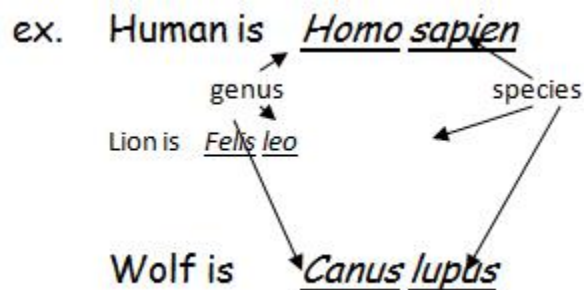 ex. Human is Homo sapien
genus species
Lion is Felis leo
Wolf is Canus lupus